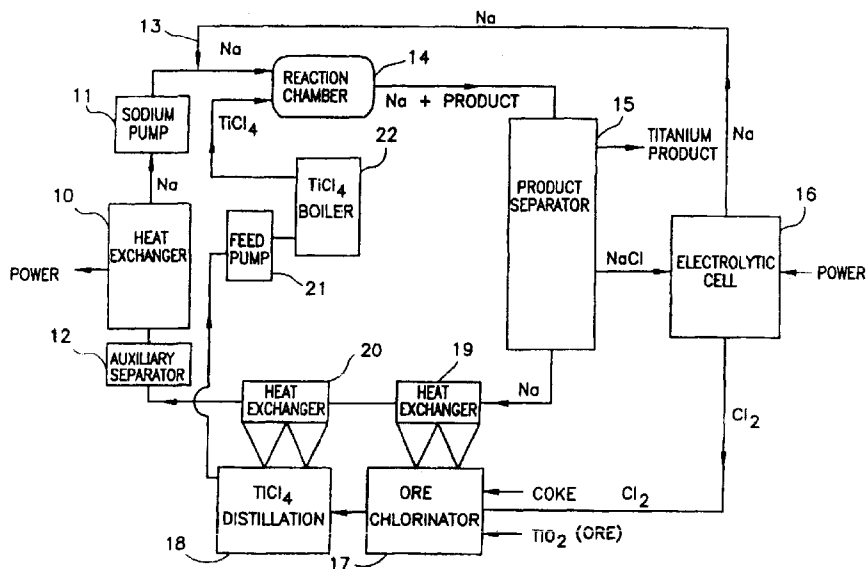 13
Na
Na
14
REACTION
CHAMBER
Na + PRODUCT
11
SODIUM
PUMP
TiCl4
22
15
TITANIUM
PRODUCT
Na
Na
10
TiCl4
BOILER
PRODUCT
SEPARATOR
16
HEAT
EXCHANGER
FEED
PUMP
POWER
21
NaCl
ELECTROLYTIC
CELL
POWER
12
AUXILIARY
SEPARATOR
20
19
HEAT
EXCHANGER
HEAT
EXCHANGER
Na
Cl2
TiCl4
DISTILLATION
ORE
CHLORINATOR
COKE
Cl2
TiO2 (ORE)
18
17